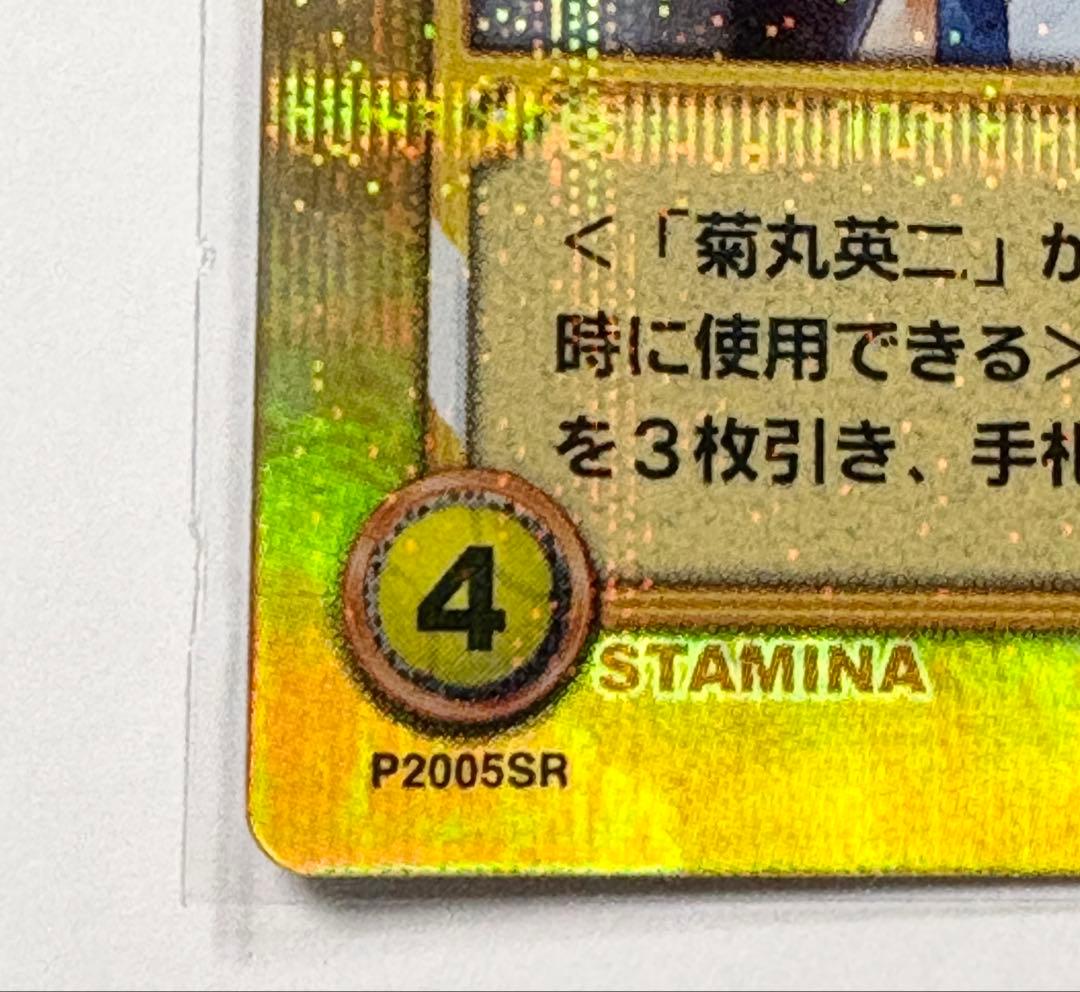 ＜「菊丸英二」か
時に使用できる＞
を３枚引き、手札
4
STAMINA
P2005SR